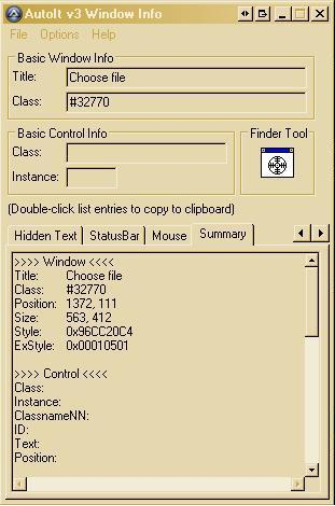 AutoIt v3 Window Info
File Options Help
Basic Window Info
Title: Choose file
Class: #32770
Basic Control Info
Finder Tool
Class:
Instance:
(Double-click list entries to copy to clipboard)
Hidden Text StatusBar Mouse Summary
>>>> Window <<<<
Title: Choose file
Class: #32770
Position: 1372, 111
Size: 563, 412
Style: 0x96CC20C4
ExStyle: 0x00010501
>>>> Control <<<<
Class:
Instance:
ClassnameNN:
ID:
Text:
Position: